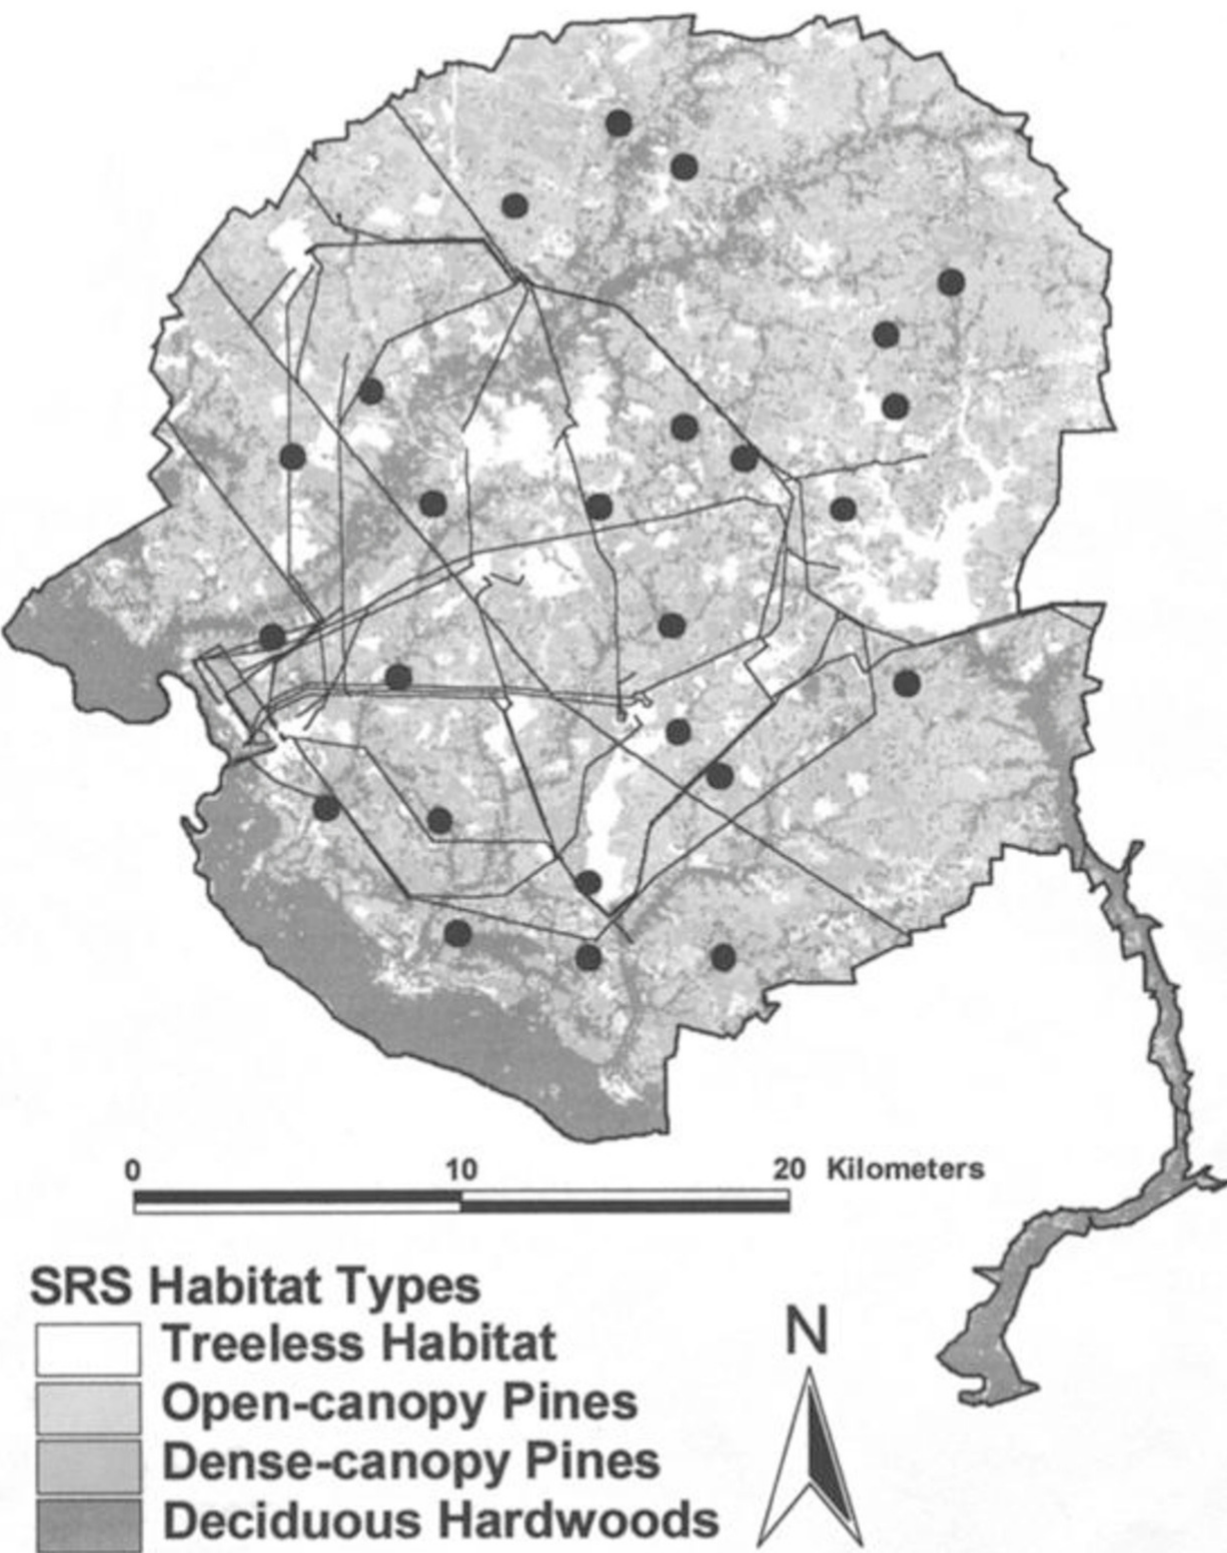 0 10 20 Kilometers
SRS Habitat Types
Treeless Habitat
N
Open-canopy Pines
Dense-canopy Pines
Deciduous Hardwoods